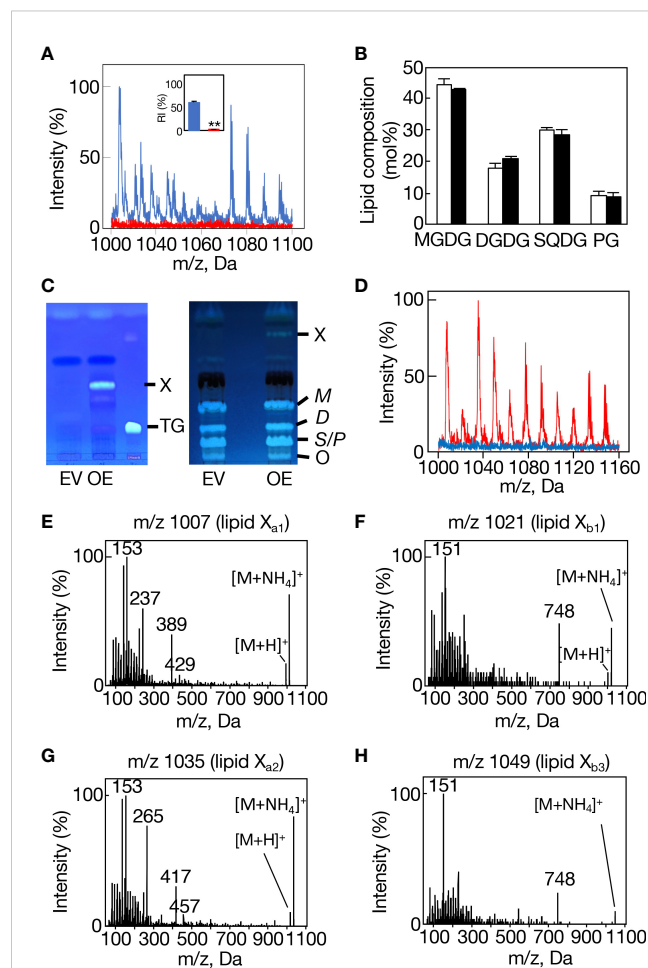 A
Intensity (%)
100
50
0
1000 1040 1060 1100
m/z, Da
RI (%)
100
50
0
**
B
Lipid composition
(mol%)
50
40
30
20
10
0
MGDG DGDG SQDG PG
C
X
TG
EV OE
X
M
D
S/P
O
EV OE
D
Intensity (%)
100
50
0
1000 1040 1080 1120 1160
m/z, Da
E
m/z 1007 (lipid Xa1)
Intensity (%)
100
50
0
153
237
389
429
[M+NH4]+
[M+H]+
100 300 500 700 900 1100
m/z, Da
F
m/z 1021 (lipid Xb1)
Intensity (%)
100
50
0
151
748
[M+NH4]+
[M+H]+
100 300 500 700 900 1100
m/z, Da
G
m/z 1035 (lipid Xa2)
Intensity (%)
100
50
0
153
265
417
457
[M+NH4]+
[M+H]+
100 300 500 700 900 1100
m/z, Da
H
m/z 1049 (lipid Xb3)
Intensity (%)
100
50
0
151
748
[M+NH4]+
100 300 500 700 900 1100
m/z, Da